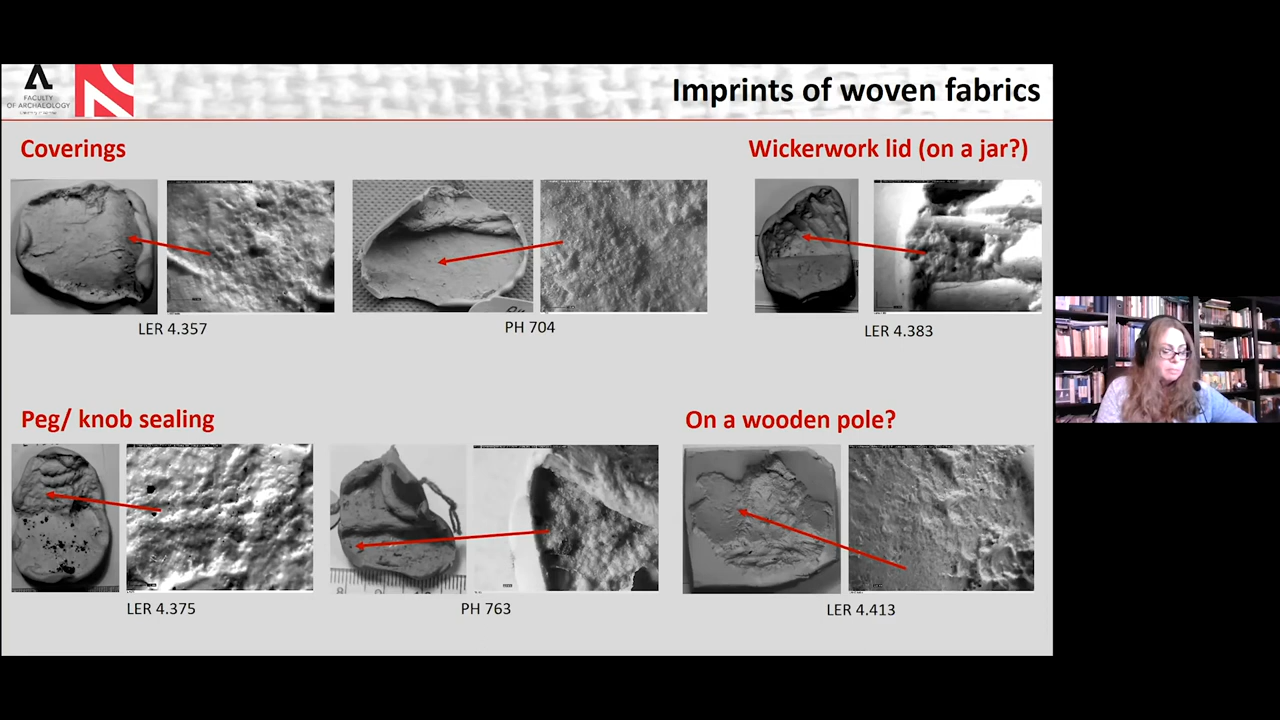 FACULTY
OF ARCHAEOLOGY
Imprints of woven fabrics
Coverings
Wickerwork lid (on a jar?)
LER 4.357
PH 704
LER 4.383
Peg/ knob sealing
On a wooden pole?
LER 4.375
PH 763
LER 4.413